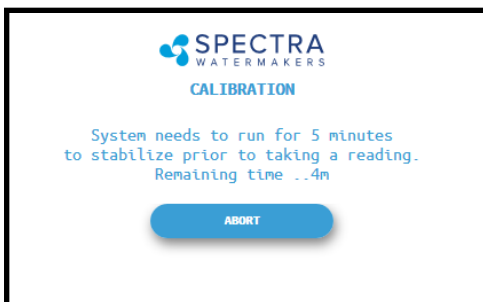 SPECTRA
WATERMAKERS
CALIBRATION
System needs to run for 5 minutes
to stabilize prior to taking a reading.
Remaining time ..4m
ABORT